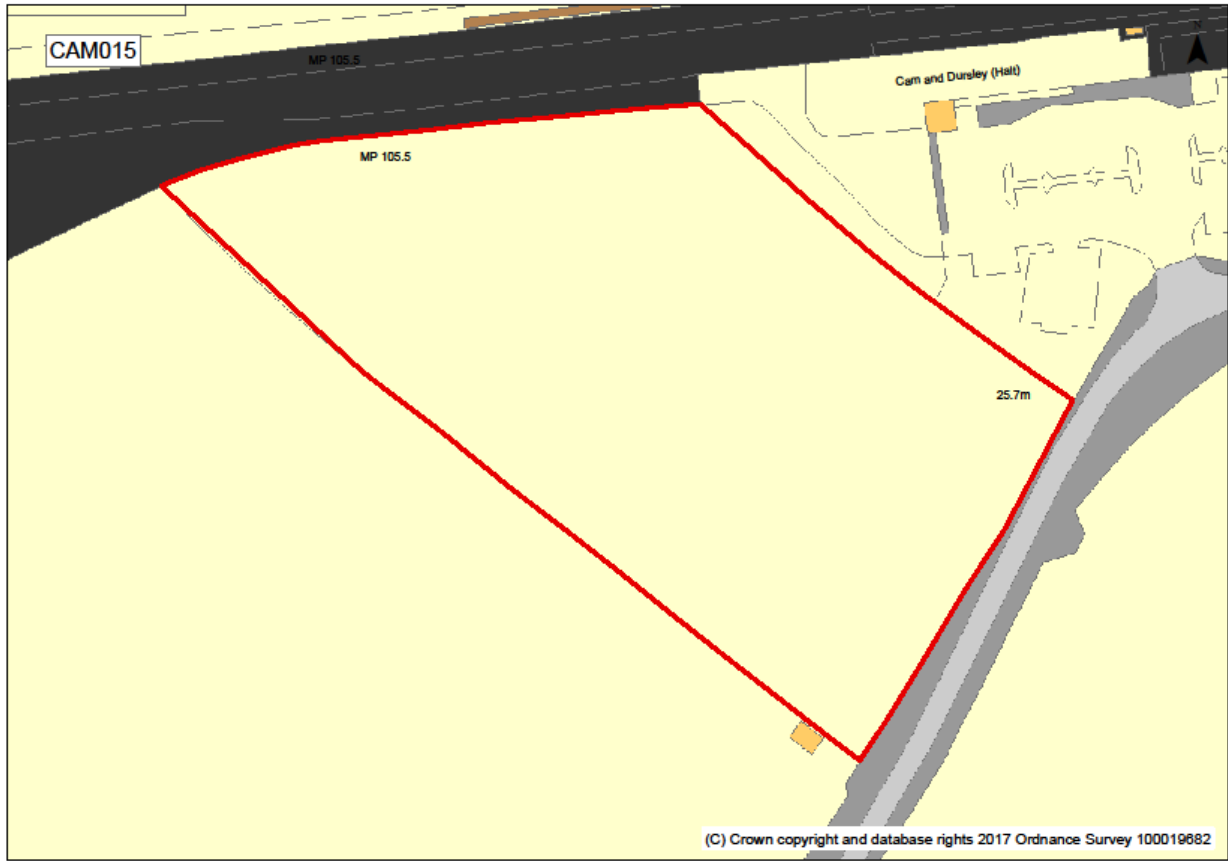 CAM015
MP 105.5
N
Cam and Dursley (Halt)
MP 105.5
25.7m
(C) Crown copyright and database rights 2017 Ordnance Survey 100019682